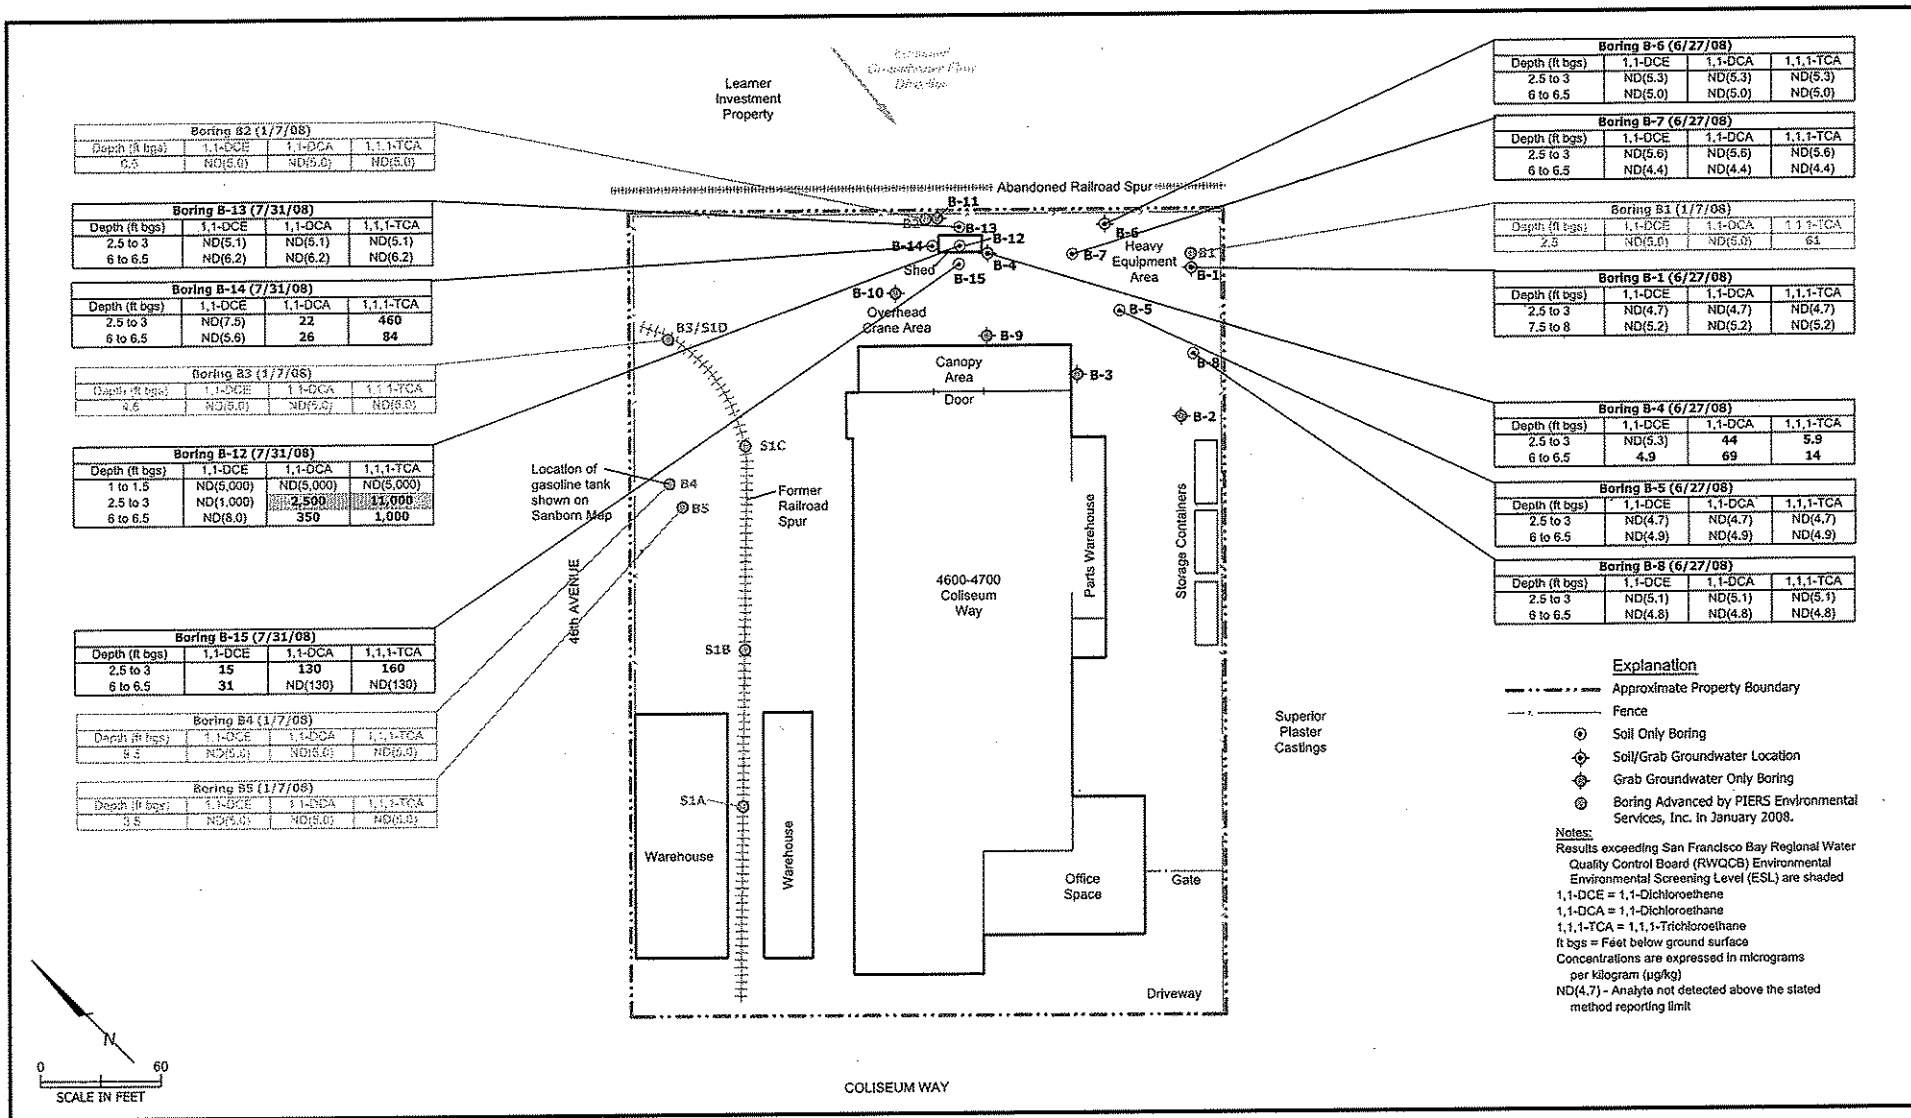 Estimated
Groundwater Flow
Direction
Learner
Investment
Property
Boring B2 (1/7/08)
Depth (ft bgs) 1,1-DCE 1,1-DCA 1,1,1-TCA
ND(5.0) ND(5.0) ND(5.0)
Boring B-13 (7/31/08)
Depth (ft bgs) 1,1-DCE 1,1-DCA 1,1,1-TCA
2.5 to 3 ND(5.1) ND(5.1) ND(5.1)
6 to 6.5 ND(6.2) ND(6.2) ND(6.2)
Boring B-14 (7/31/08)
Depth (ft bgs) 1,1-DCE 1,1-DCA 1,1,1-TCA
2.5 to 3 ND(7.5) 22 460
6 to 6.5 ND(5.6) 26 84
Boring B3 (1/7/08)
Depth (ft bgs) 1,1-DCE 1,1-DCA 1,1,1-TCA
ND(5.0) ND(5.0) ND(5.0)
Boring B-12 (7/31/08)
Depth (ft bgs) 1,1-DCE 1,1-DCA 1,1,1-TCA
1 to 1.5 ND(5,000) ND(5,000) ND(5,000)
2.5 to 3 ND(1,000) 2,500 11,000
6 to 6.5 ND(8.0) 350 1,000
Boring B-15 (7/31/08)
Depth (ft bgs) 1,1-DCE 1,1-DCA 1,1,1-TCA
2.5 to 3 15 130 160
6 to 6.5 31 ND(130) ND(130)
Boring B4 (1/7/08)
Depth (ft bgs) 1,1-DCE 1,1-DCA 1,1,1-TCA
ND(5.0) ND(5.0) ND(5.0)
Boring B5 (1/7/08)
Depth (ft bgs) 1,1-DCE 1,1-DCA 1,1,1-TCA
3.5 ND(5.0) ND(5.0) ND(5.0)
Abandoned Railroad Spur
B-11
B2
B-13
B-14
B-12
Shed
B-4
B-15
B-6
Heavy
Equipment
Area
B-7
B1
B-1
B-10
Overhead
Crane Area
B-5
B3/S1D
B-9
B-8
Canopy
Area
B-3
Door
B-2
S1C
Location of
gasoline tank
shown on
Sanborn Map
B4
B5
Former
Railroad
Spur
46th AVENUE
Parts Warehouse
Storage Containers
4600-4700
Coliseum
Way
S1B
S1A
Warehouse
Warehouse
Office
Space
Gate
Superior
Plaster
Castings
Driveway
COLISEUM WAY
N
0 60
SCALE IN FEET
Boring B-6 (6/27/08)
Depth (ft bgs) 1,1-DCE 1,1-DCA 1,1,1-TCA
2.5 to 3 ND(5.3) ND(5.3) ND(5.3)
6 to 6.5 ND(5.0) ND(5.0) ND(5.0)
Boring B-7 (6/27/08)
Depth (ft bgs) 1,1-DCE 1,1-DCA 1,1,1-TCA
2.5 to 3 ND(5.6) ND(5.6) ND(5.6)
6 to 6.5 ND(4.4) ND(4.4) ND(4.4)
Boring B1 (1/7/08)
Depth (ft bgs) 1,1-DCE 1,1-DCA 1,1,1-TCA
2.5 ND(5.0) ND(5.0) 61
Boring B-1 (6/27/08)
Depth (ft bgs) 1,1-DCE 1,1-DCA 1,1,1-TCA
2.5 to 3 ND(4.7) ND(4.7) ND(4.7)
7.5 to 8 ND(5.2) ND(5.2) ND(5.2)
Boring B-4 (6/27/08)
Depth (ft bgs) 1,1-DCE 1,1-DCA 1,1,1-TCA
2.5 to 3 ND(5.3) 44 5.9
6 to 6.5 4.9 69 14
Boring B-5 (6/27/08)
Depth (ft bgs) 1,1-DCE 1,1-DCA 1,1,1-TCA
2.5 to 3 ND(4.7) ND(4.7) ND(4.7)
6 to 6.5 ND(4.9) ND(4.9) ND(4.9)
Boring B-8 (6/27/08)
Depth (ft bgs) 1,1-DCE 1,1-DCA 1,1,1-TCA
2.5 to 3 ND(5.1) ND(5.1) ND(5.1)
6 to 6.5 ND(4.8) ND(4.8) ND(4.8)
Explanation
Approximate Property Boundary
Fence
Soil Only Boring
Soil/Grab Groundwater Location
Grab Groundwater Only Boring
Boring Advanced by PIERS Environmental
Services, Inc. in January 2008.
Notes:
Results exceeding San Francisco Bay Regional Water
Quality Control Board (RWQCB) Environmental
Environmental Screening Level (ESL) are shaded
1,1-DCE = 1,1-Dichloroethene
1,1-DCA = 1,1-Dichloroethane
1,1,1-TCA = 1,1,1-Trichloroethane
ft bgs = Feet below ground surface
Concentrations are expressed in micrograms
per kilogram (µg/kg)
ND(4.7) - Analyte not detected above the stated
method reporting limit